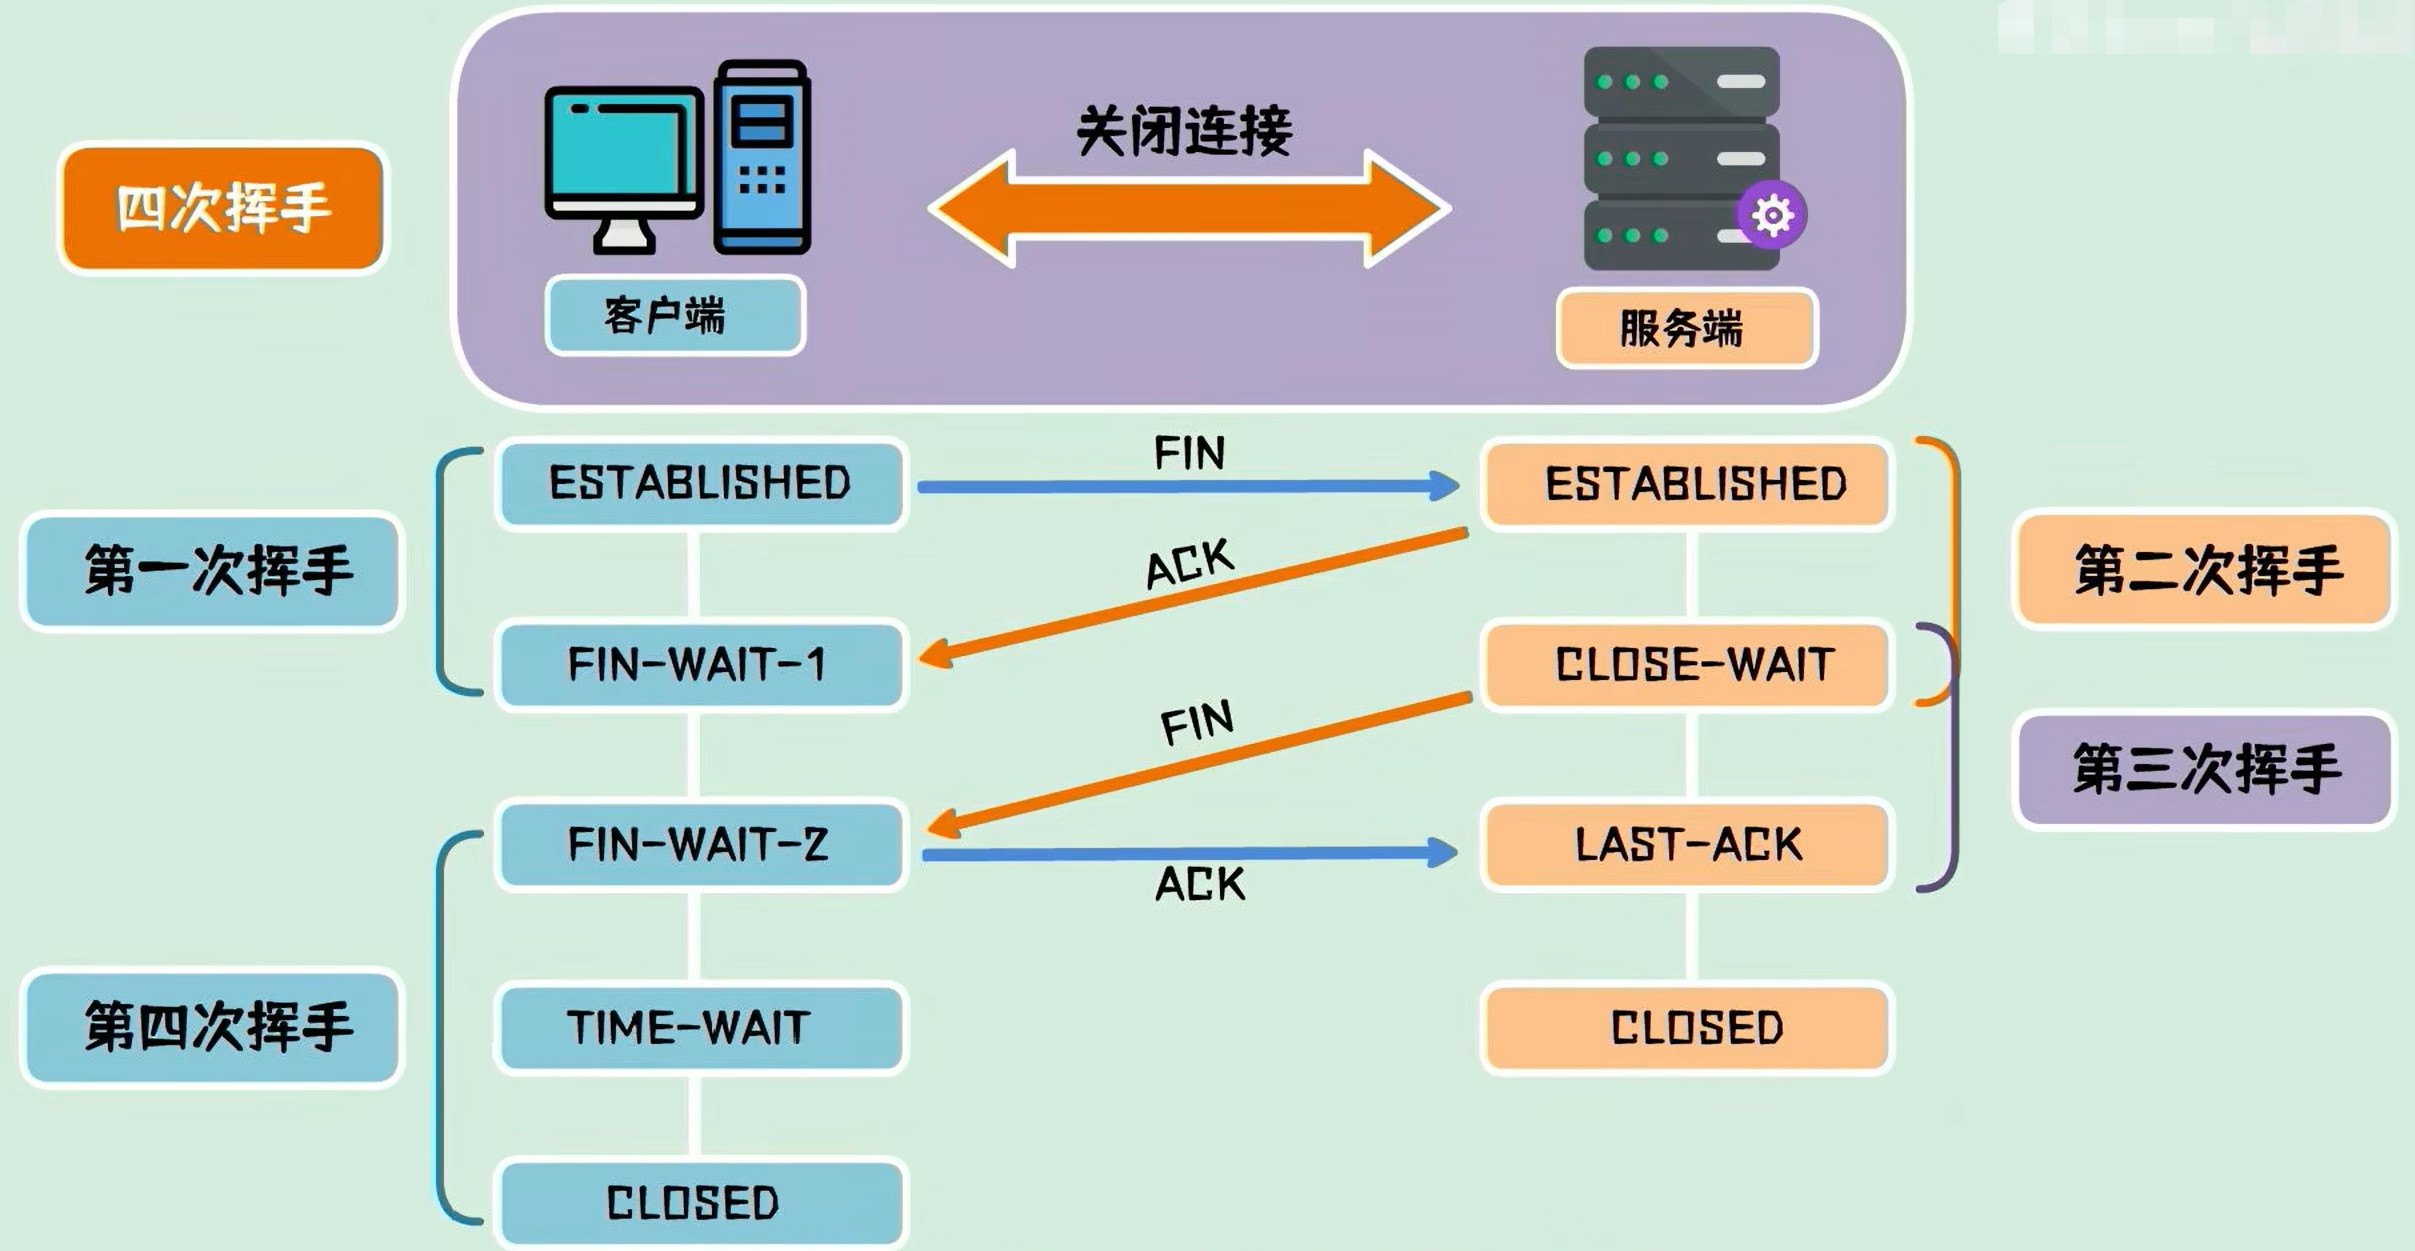 四次挥手
关闭连接
客户端
服务端
ESTABLISHED
FIN
ESTABLISHED
第一次挥手
ACK
第二次挥手
FIN-WAIT-1
CLOSE-WAIT
FIN
第三次挥手
FIN-WAIT-2
LAST-ACK
ACK
第四次挥手
TIME-WAIT
CLOSED
CLOSED